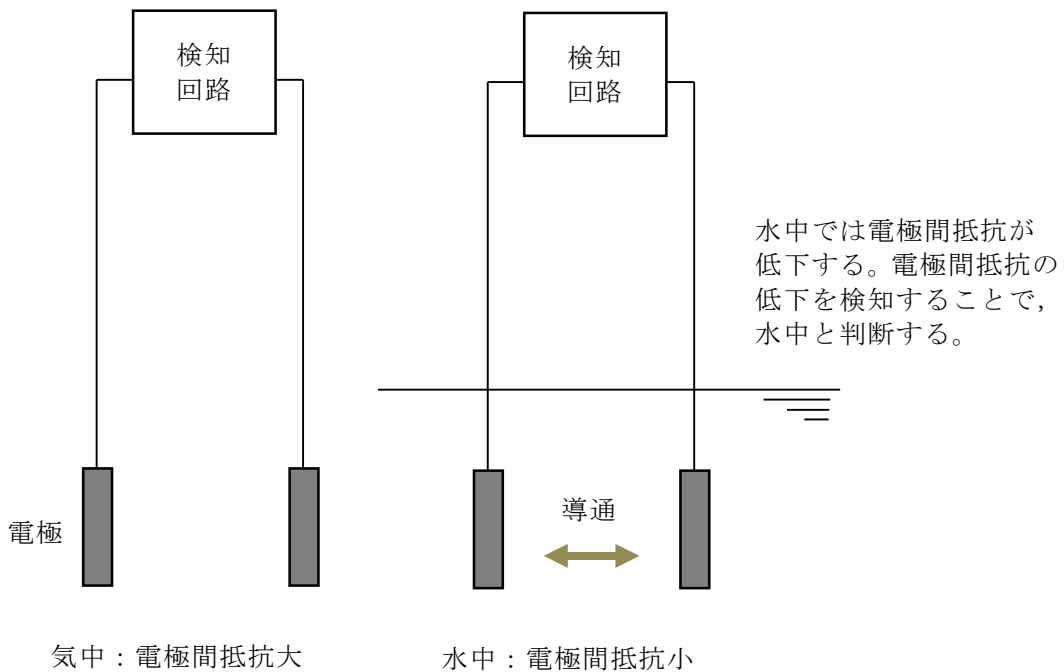 検知
回路
検知
回路
水中では電極間抵抗が
低下する。電極間抵抗の
低下を検知することで,
水中と判断する。
電極
導通
気中：電極間抵抗大
水中：電極間抵抗小